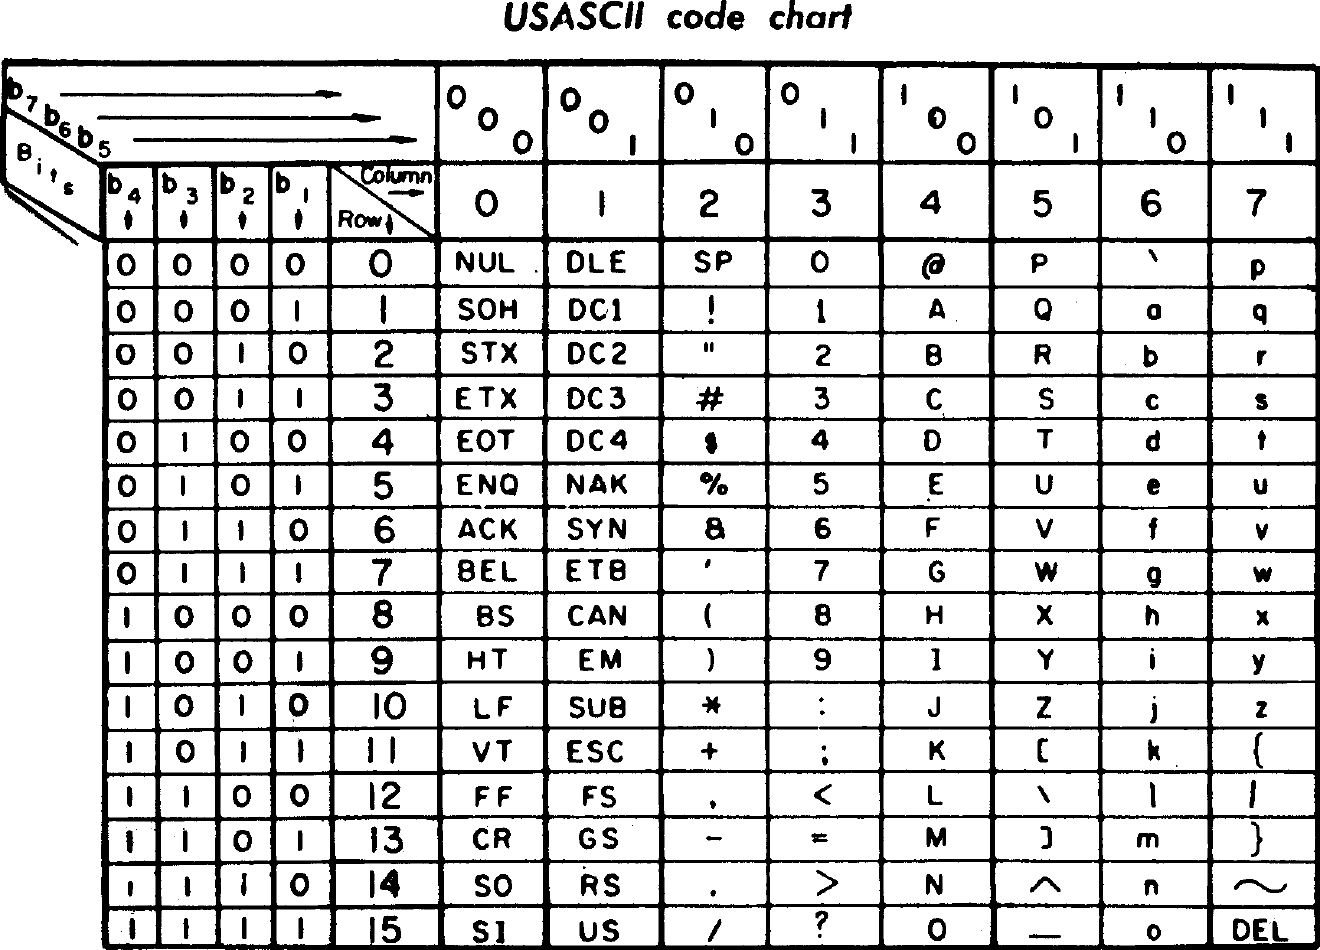 USASCII code chart
b7 b6 b5 0 0 0 0 0 1 0 1 0 0 1 1 1 0 0 1 0 1 1 1 0 1 1 1
Bits b4 b3 b2 b1 Column Row 0 1 2 3 4 5 6 7
0 0 0 0 0 NUL DLE SP 0 @ P ` p
0 0 0 1 1 SOH DC1 ! 1 A Q a q
0 0 1 0 2 STX DC2 " 2 B R b r
0 0 1 1 3 ETX DC3 # 3 C S c s
0 1 0 0 4 EOT DC4 $ 4 D T d t
0 1 0 1 5 ENQ NAK % 5 E U e u
0 1 1 0 6 ACK SYN & 6 F V f v
0 1 1 1 7 BEL ETB ' 7 G W g w
1 0 0 0 8 BS CAN ( 8 H X h x
1 0 0 1 9 HT EM ) 9 I Y i y
1 0 1 0 10 LF SUB * : J Z j z
1 0 1 1 11 VT ESC + ; K [ k {
1 1 0 0 12 FF FS , < L \ l |
1 1 0 1 13 CR GS - = M ] m }
1 1 1 0 14 SO RS . > N ^ n ~
1 1 1 1 15 SI US / ? O _ o DEL